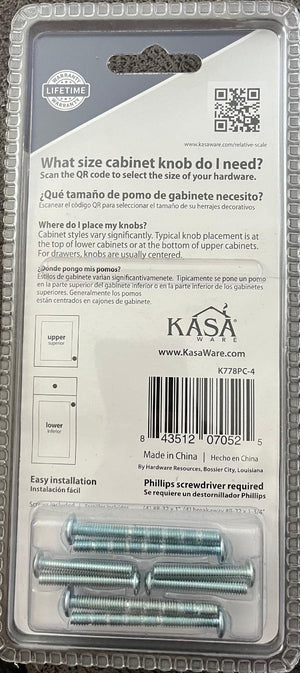 WARRANTY
LIFETIME
WARRANTY
www.kasaware.com/relative-scale
What size cabinet knob do I need?
Scan the QR code to select the size of your hardware.
¿Qué tamaño de pomo de gabinete necesito?
Escanear el código QR para seleccionar el tamaño de su herrajes decorativos
Where do I place my knobs?
Cabinet styles vary significantly. Typical knob placement is at
the top of lower cabinets or at the bottom of upper cabinets.
For drawers, knobs are usually centered.
¿Dónde pongo mis pomos?
Estilos de gabinete varían significativamenete. Típicamente se pone un pomo
en la parte superior del gabinete inferior o en la parte inferior de los gabinetes
superiores. Generalmente los pomos
están centrados en cajones de gabinete.
upper
superior
KASA®
WARE
www.KasaWare.com
K778PC-4
lower
inferior
8 43512 07052 5
Made in China | Hecho en China
By Hardware Resources, Bossier City, Louisiana
Easy installation
Instalación fácil
Phillips screwdriver required
Se requiere un destornillador Phillips